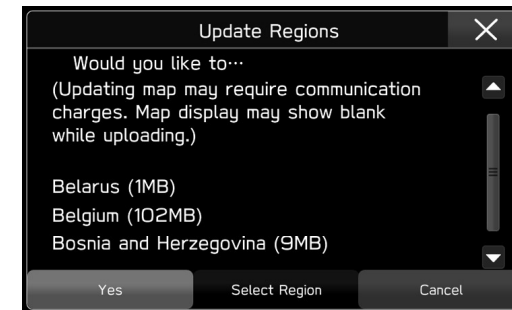 Update Regions
Would you like to…
(Updating map may require communication
charges. Map display may show blank
while uploading.)
Belarus (1MB)
Belgium (102MB)
Bosnia and Herzegovina (9MB)
Yes
Select Region
Cancel